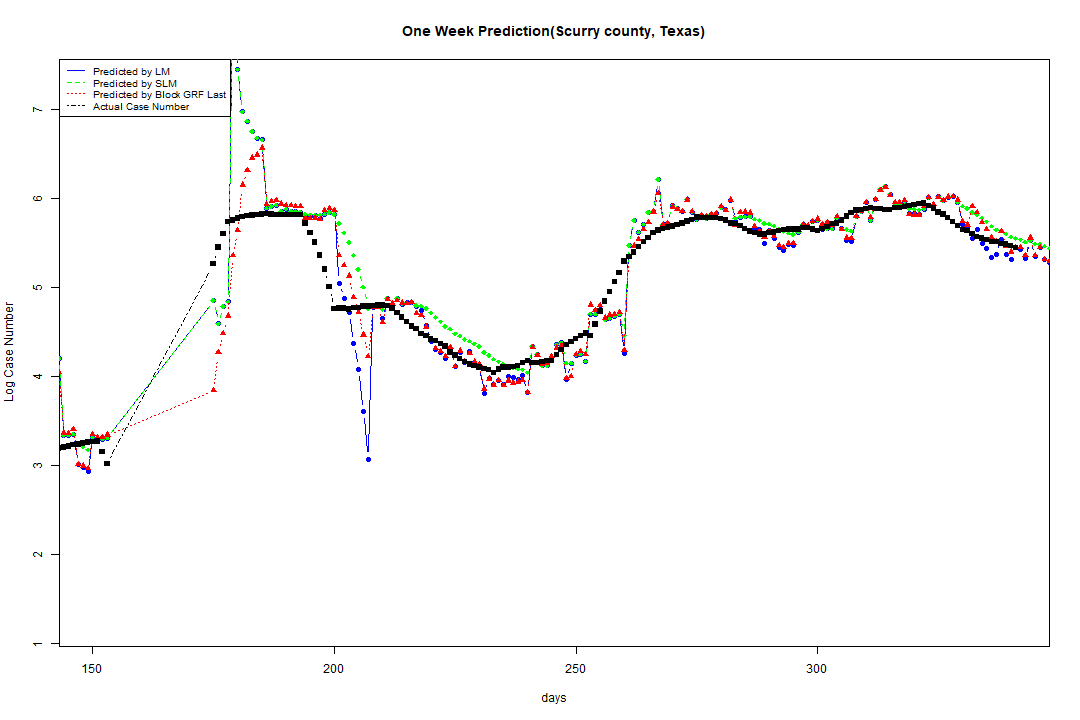 One Week Prediction(Scurry county, Texas)
Predicted by LM
Predicted by SLM
Predicted by Block GRF Last
Actual Case Number
7
6
5
4
3
2
1
Log Case Number
150
200
250
300
days